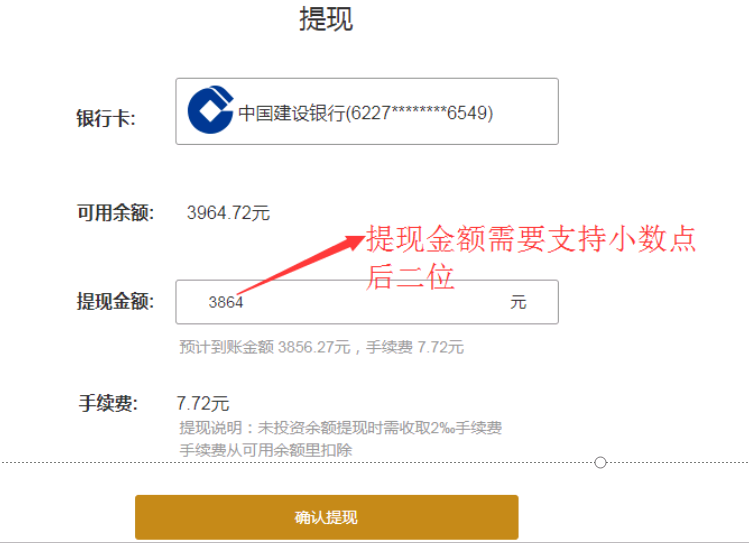 提现
银行卡: 中国建设银行(6227********6549)
可用余额: 3964.72元
提现金额需要支持小数点
后二位
提现金额: 3864 元
预计到账金额 3856.27元，手续费 7.72元
手续费: 7.72元
提现说明：未投资余额提现时需收取2‰手续费
手续费从可用余额里扣除
确认提现